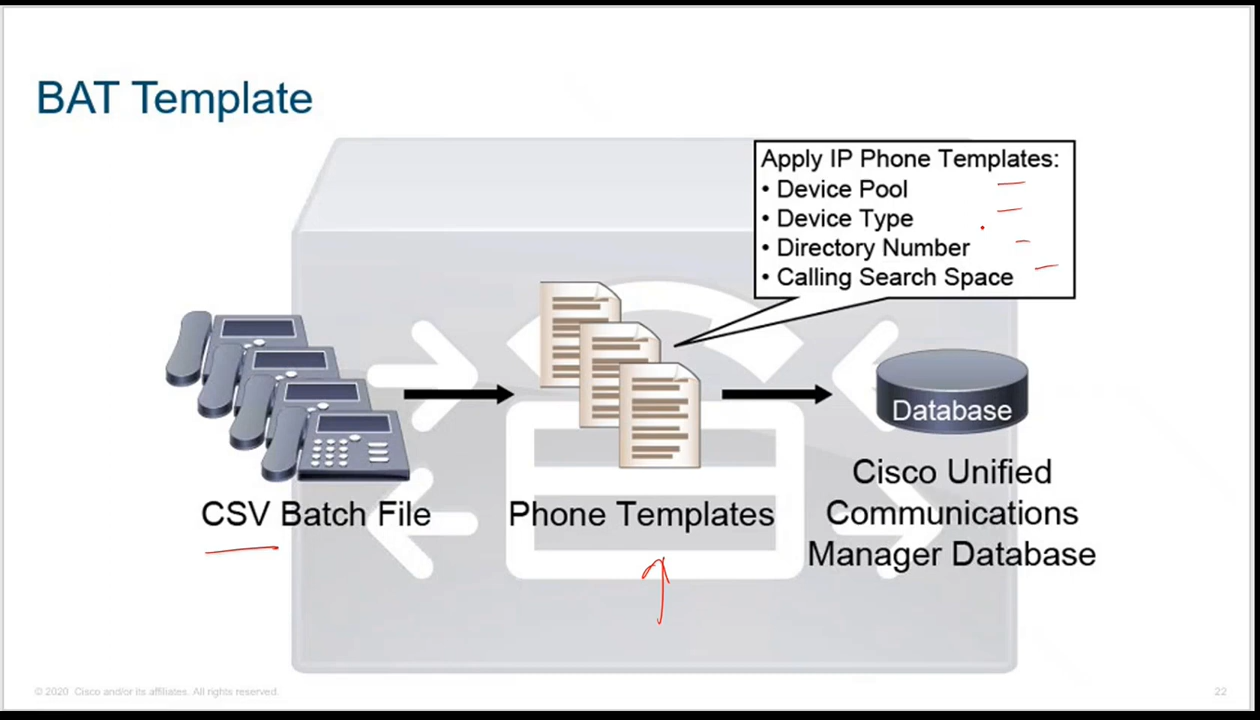 BAT Template
Apply IP Phone Templates:
• Device Pool
• Device Type
• Directory Number
• Calling Search Space
Database
CSV Batch File
Phone Templates
Cisco Unified
Communications
Manager Database
© 2020 Cisco and/or its affiliates. All rights reserved.
22